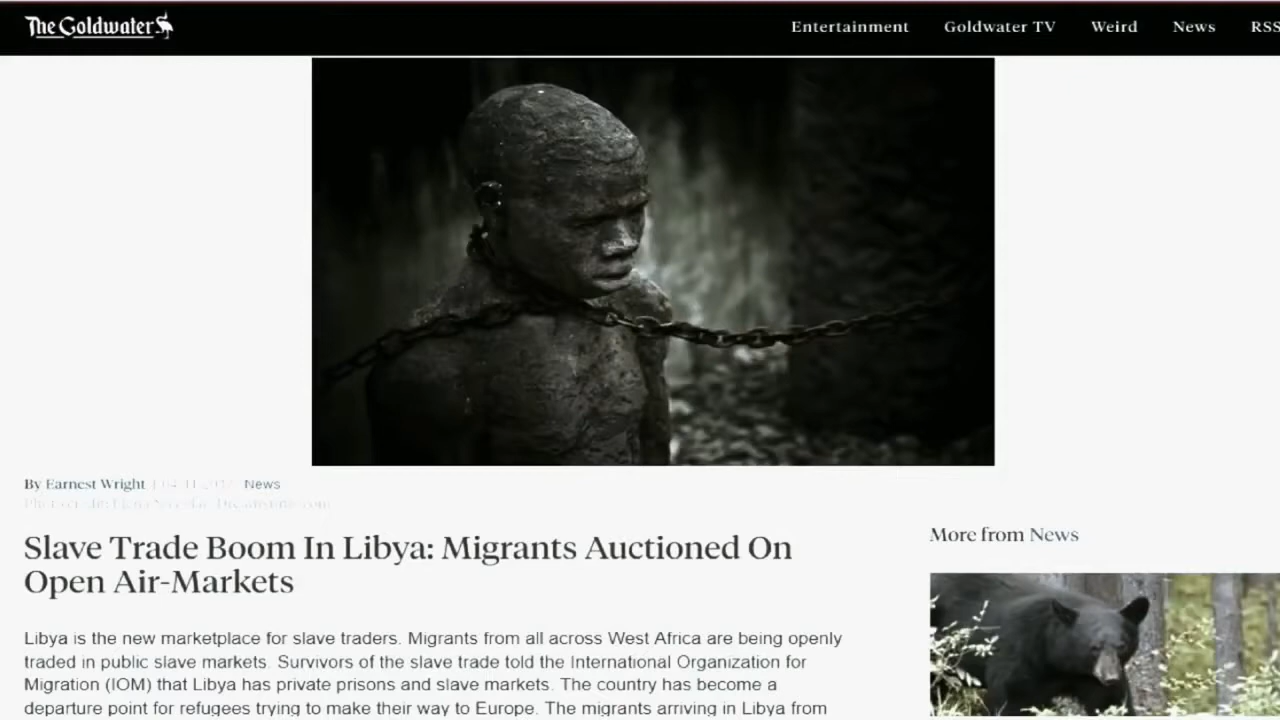 The Goldwater
Entertainment Goldwater TV Weird News RSS
By Earnest Wright News
Slave Trade Boom In Libya: Migrants Auctioned On
Open Air-Markets
Libya is the new marketplace for slave traders. Migrants from all across West Africa are being openly
traded in public slave markets. Survivors of the slave trade told the International Organization for
Migration (IOM) that Libya has private prisons and slave markets. The country has become a
departure point for refugees trying to make their way to Europe. The migrants arriving in Libya from
More from News